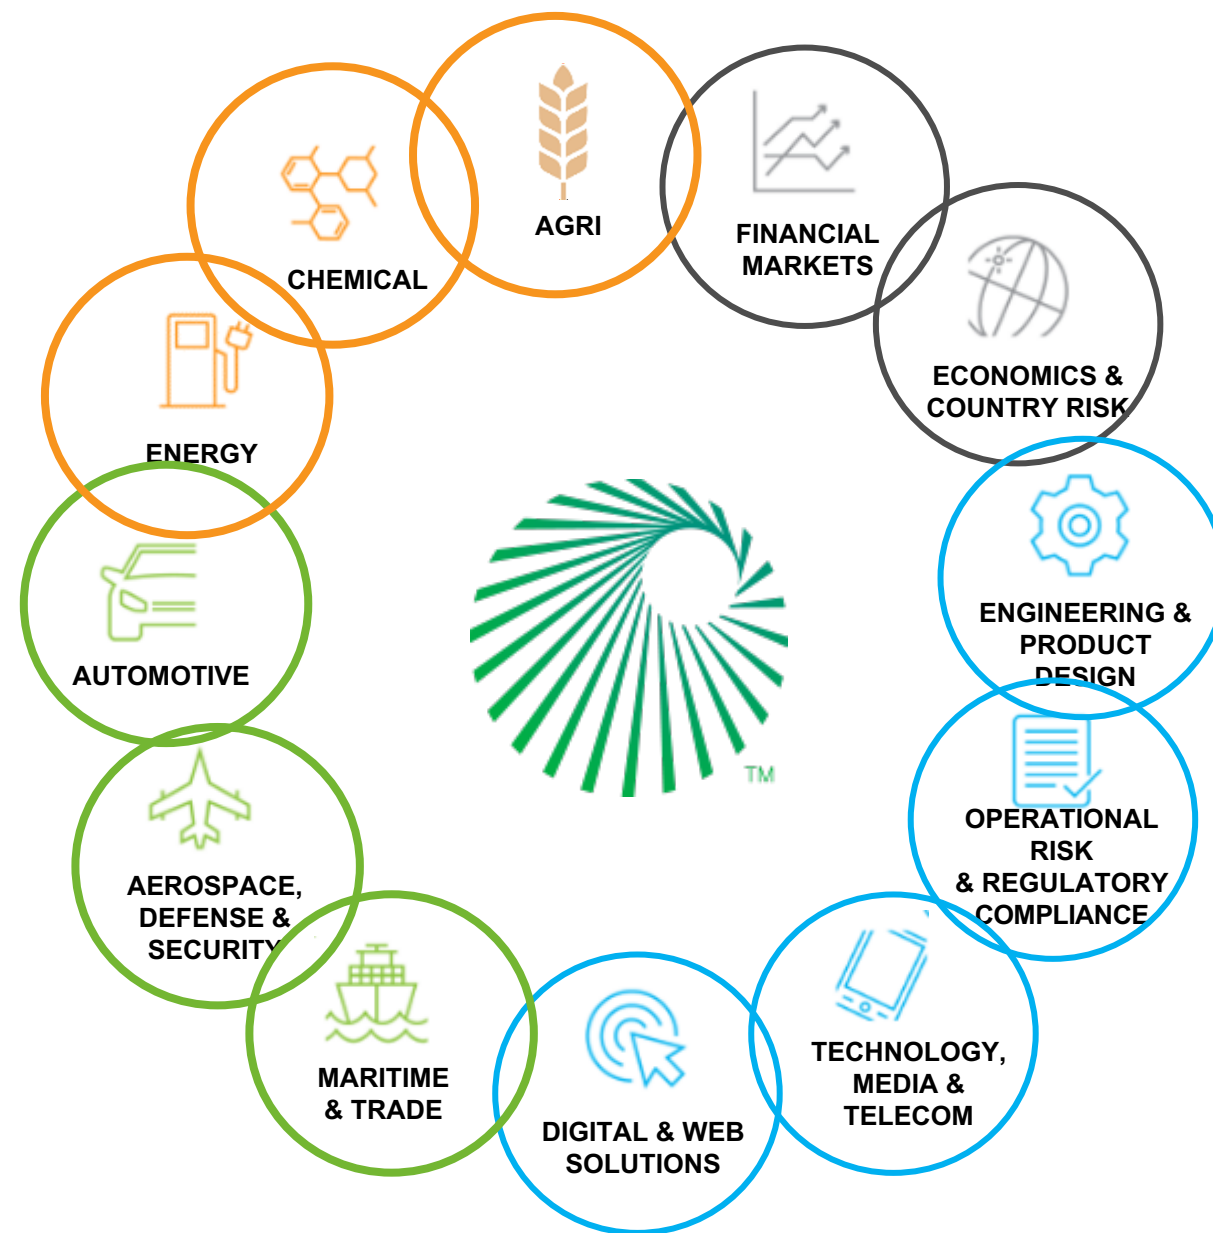 AGRI
FINANCIAL
MARKETS
CHEMICAL
ECONOMICS &
COUNTRY RISK
ENERGY
ENGINEERING &
PRODUCT
DESIGN
AUTOMOTIVE
TM
OPERATIONAL
RISK
& REGULATORY
COMPLIANCE
AEROSPACE,
DEFENSE &
SECURITY
TECHNOLOGY,
MEDIA &
TELECOM
MARITIME
& TRADE
DIGITAL & WEB
SOLUTIONS